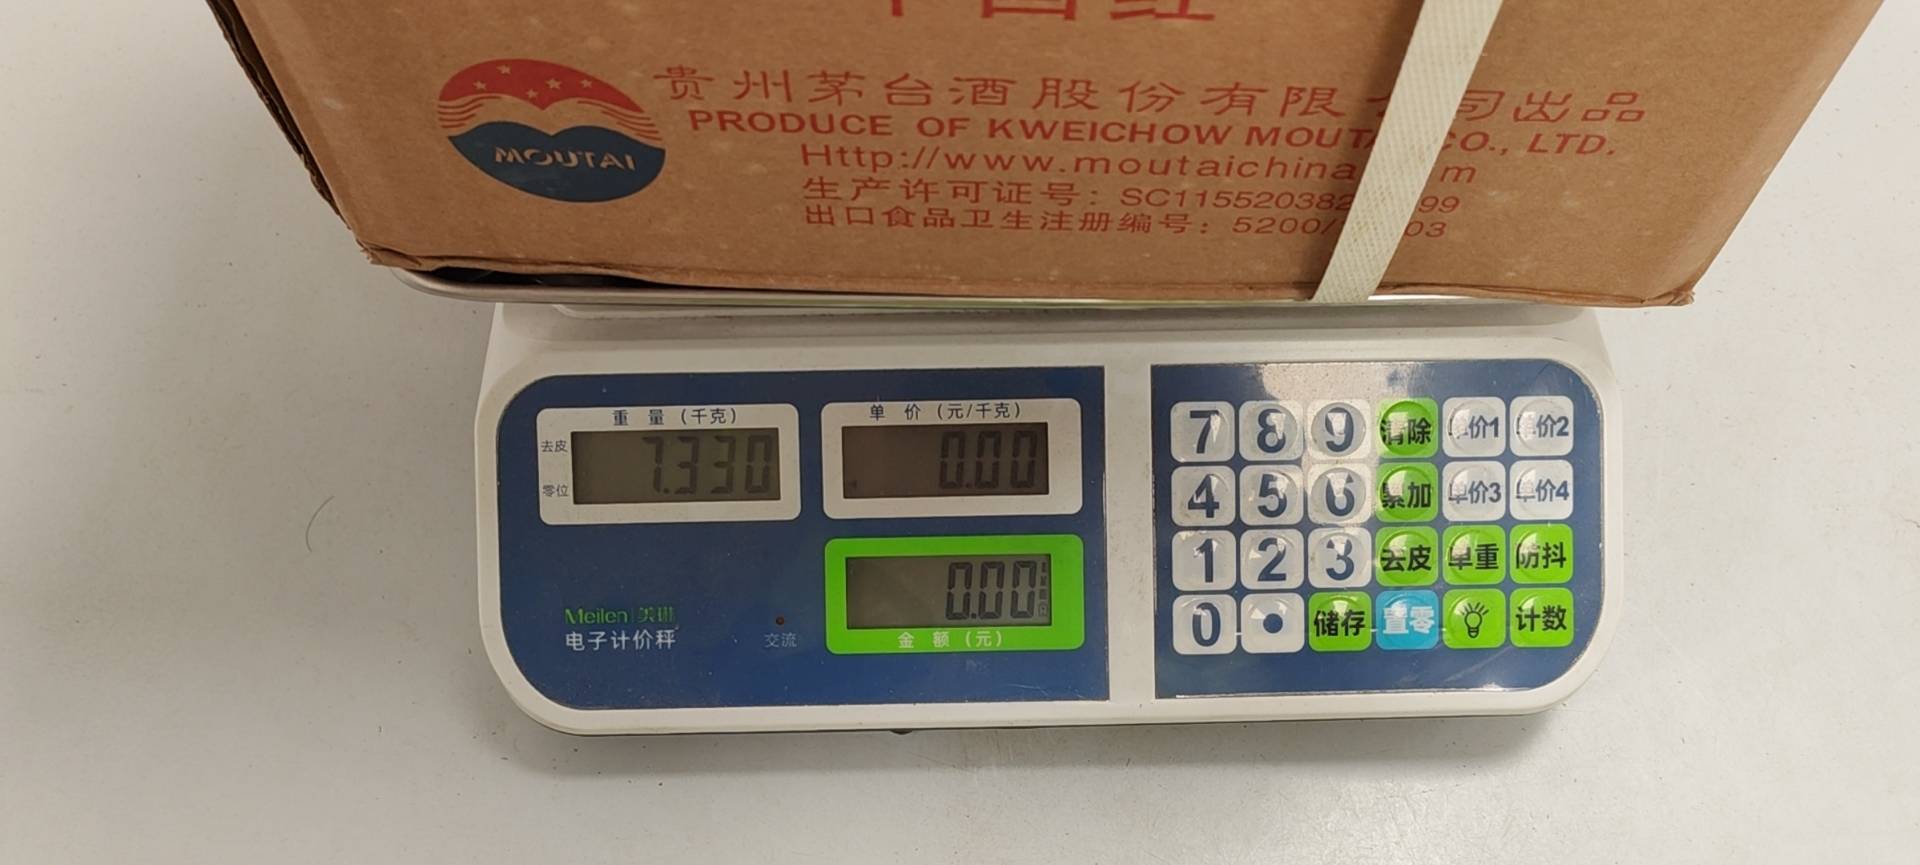 中国红
MOUTAI
贵州茅台酒股份有限 司出品
PRODUCE OF KWEICHOW MOUT CO., LTD.
Http://www.moutaichina m
生产许可证号: SC115520382 99
出口食品卫生注册编号: 5200/ 03
重 量 (千克)
去皮
零位
7.330
单 价 (元/千克)
0.00
0.00
金 额 (元)
Meilen 美琳
电子计价秤
交流
7 8 9 清除 单价1 单价2
4 5 6 累加 单价3 单价4
1 2 3 去皮 单重 防抖
0 • 储存 置零 计数